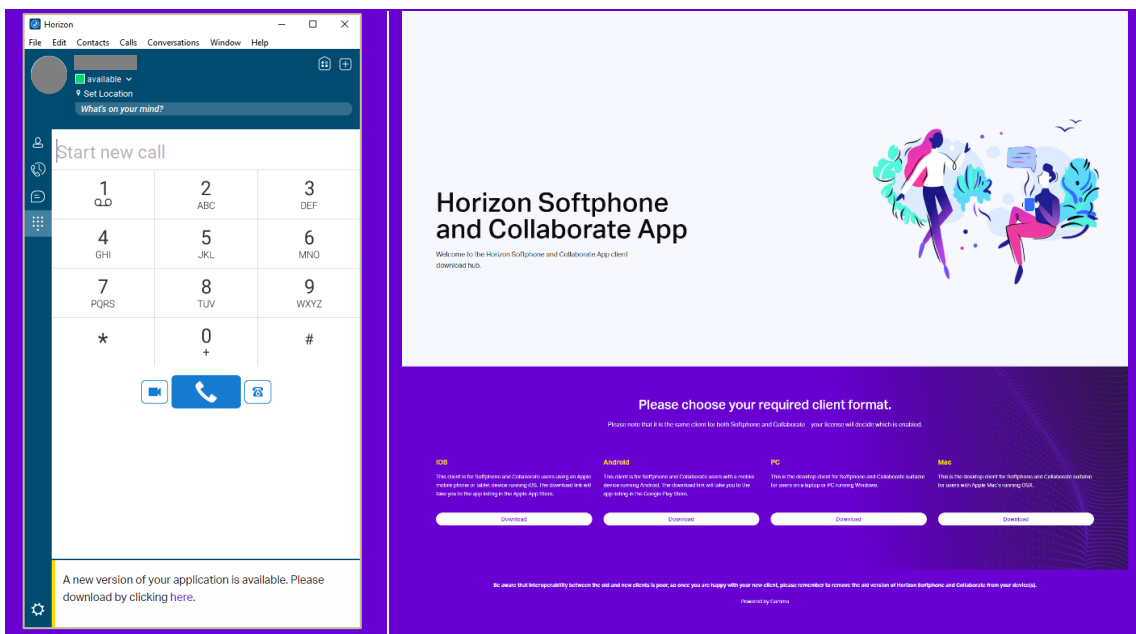 Horizon
File Edit Contacts Calls Conversations Window Help
available
Set Location
What's on your mind?
Start new call
1
2
ABC
3
DEF
4
GHI
5
JKL
6
MNO
7
PQRS
8
TUV
9
WXYZ
*
0
+
#
A new version of your application is available. Please
download by clicking here.
Horizon Softphone
and Collaborate App
Welcome to the Horizon Softphone and Collaborate App client
download hub.
Please choose your required client format.
Please note that it is the same client for both Softphone and Collaborate your license will decide which is enabled.
IOS
This client is for Softphone and Collaborate users using an Apple
mobile phone or tablet device running iOS. The download link will
take you to the app listing in the Apple App Store.
Download
Android
This client is for Softphone and Collaborate users with a mobile
device running Android. The download link will take you to the
app listing in the Google Play Store.
Download
PC
This is the desktop client for Softphone and Collaborate suitable
for users on a laptop or PC running Windows.
Download
Mac
This is the desktop client for Softphone and Collaborate suitable
for users with Apple Mac's running OSX.
Download
Be aware that interoperability between the old and new clients is poor, so once you are happy with your new client, please remember to remove the old version of Horizon Softphone and Collaborate from your device(s).
Powered by Gamma